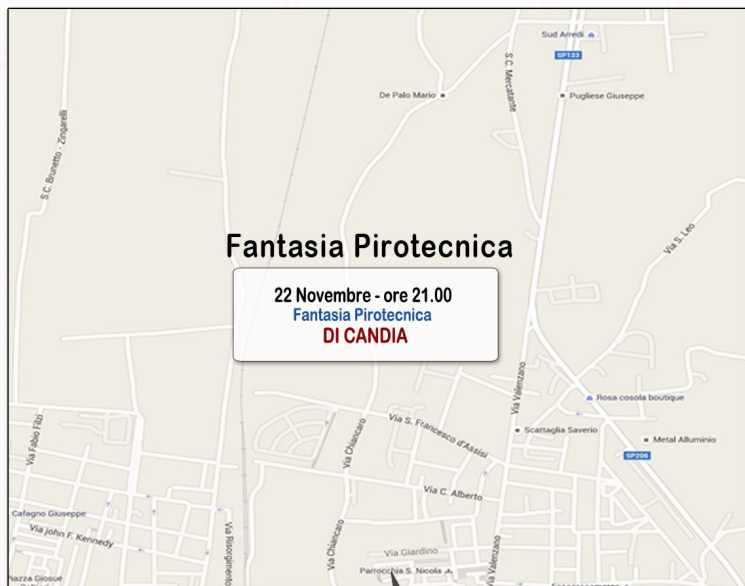 Sud Arredi
SP133
S.C. Mercatante
De Palo Mario
Pugliese Giuseppe
S.C. Brunetto - Zingarelli
Via S. Leo
Fantasia Pirotecnica
22 Novembre - ore 21.00
Fantasia Pirotecnica
DI CANDIA
Via Valenzano
Rosa cosola boutique
Via Fabio Filzi
Via Chiancaro
Via S. Francesco d'Assisi
Scattaglia Saverio
Metal Alluminio
SP206
Via C. Alberto
Cafagno Giuseppe
Via john F. Kennedy
Via Risorgimento
Via Chiancaro
Via Giardino
Via Valenzano
Parrocchia S. Nicola
Piazza Giosuè